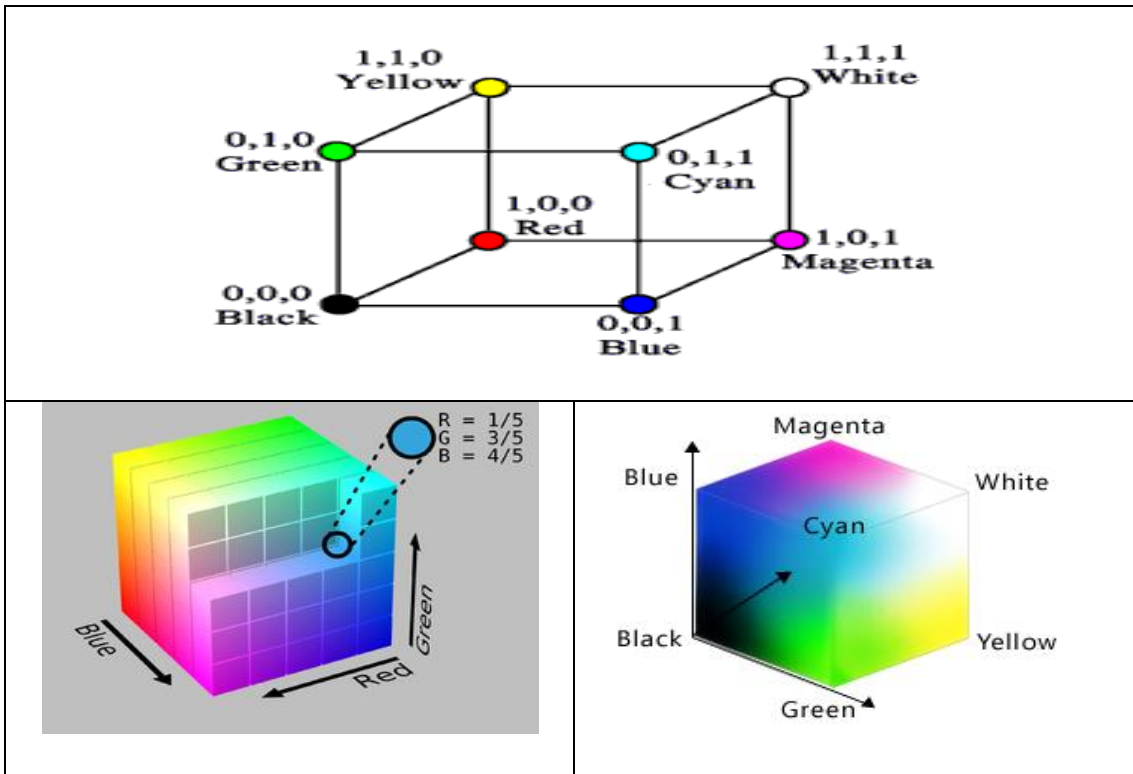 1,1,0
Yellow
1,1,1
White
0,1,0
Green
0,1,1
Cyan
1,0,0
Red
1,0,1
Magenta
0,0,0
Black
0,0,1
Blue
R = 1/5
G = 3/5
B = 4/5
Blue
Red
Green
Magenta
Blue
White
Cyan
Black
Yellow
Green